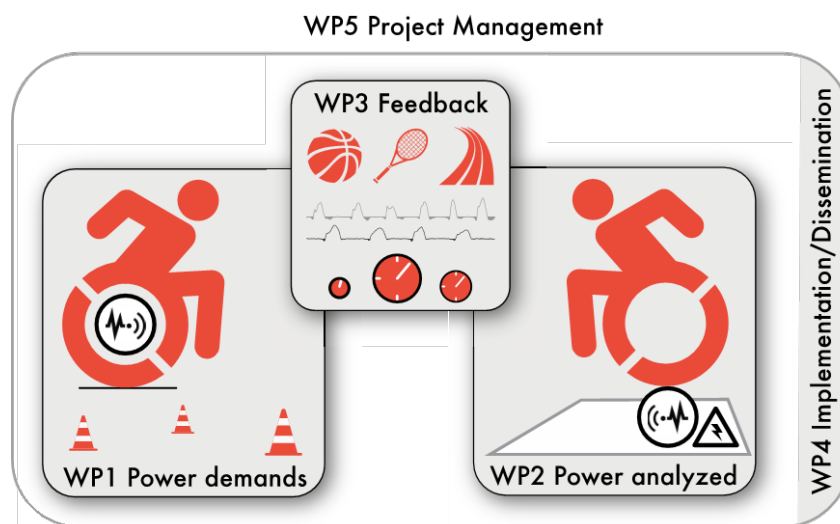 WP5 Project Management
WP3 Feedback
WP1 Power demands
WP2 Power analyzed
WP4 Implementation/Dissemination